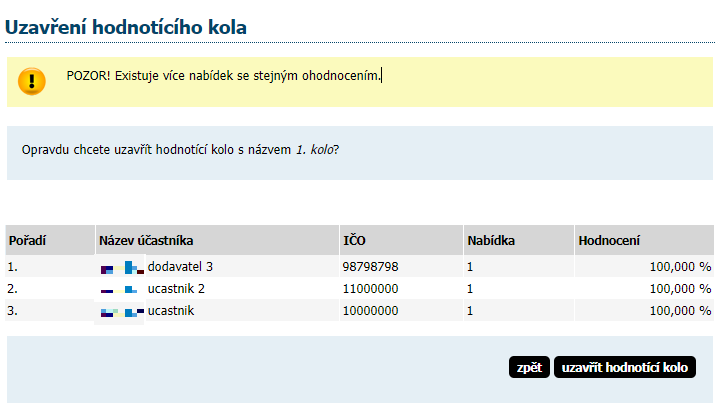 Uzavření hodnotícího kola
POZOR! Existuje více nabídek se stejným ohodnocením.
Opravdu chcete uzavřít hodnotící kolo s názvem 1. kolo?
Pořadí Název účastníka IČO Nabídka Hodnocení
1. dodavatel 3 98798798 1 100,000 %
2. ucastnik 2 11000000 1 100,000 %
3. ucastnik 10000000 1 100,000 %
zpět uzavřít hodnotící kolo